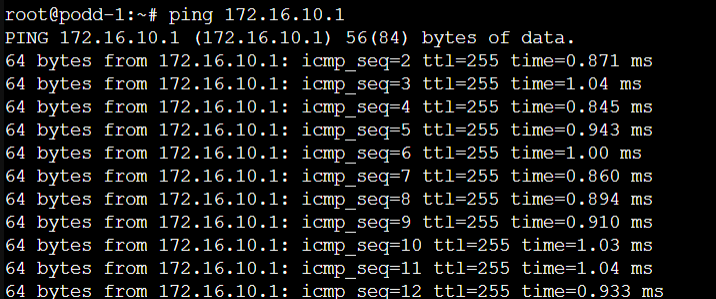 root@podd-1:~# ping 172.16.10.1
PING 172.16.10.1 (172.16.10.1) 56(84) bytes of data.
64 bytes from 172.16.10.1: icmp_seq=2 ttl=255 time=0.871 ms
64 bytes from 172.16.10.1: icmp_seq=3 ttl=255 time=1.04 ms
64 bytes from 172.16.10.1: icmp_seq=4 ttl=255 time=0.845 ms
64 bytes from 172.16.10.1: icmp_seq=5 ttl=255 time=0.943 ms
64 bytes from 172.16.10.1: icmp_seq=6 ttl=255 time=1.00 ms
64 bytes from 172.16.10.1: icmp_seq=7 ttl=255 time=0.860 ms
64 bytes from 172.16.10.1: icmp_seq=8 ttl=255 time=0.894 ms
64 bytes from 172.16.10.1: icmp_seq=9 ttl=255 time=0.910 ms
64 bytes from 172.16.10.1: icmp_seq=10 ttl=255 time=1.03 ms
64 bytes from 172.16.10.1: icmp_seq=11 ttl=255 time=1.04 ms
64 bytes from 172.16.10.1: icmp_seq=12 ttl=255 time=0.933 ms